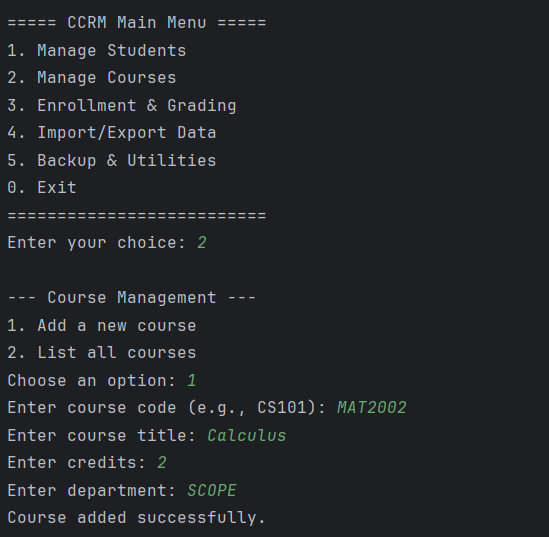 ===== CCRM Main Menu =====
1. Manage Students
2. Manage Courses
3. Enrollment & Grading
4. Import/Export Data
5. Backup & Utilities
0. Exit
==========================
Enter your choice: 2
--- Course Management ---
1. Add a new course
2. List all courses
Choose an option: 1
Enter course code (e.g., CS101): MAT2002
Enter course title: Calculus
Enter credits: 2
Enter department: SCOPE
Course added successfully.